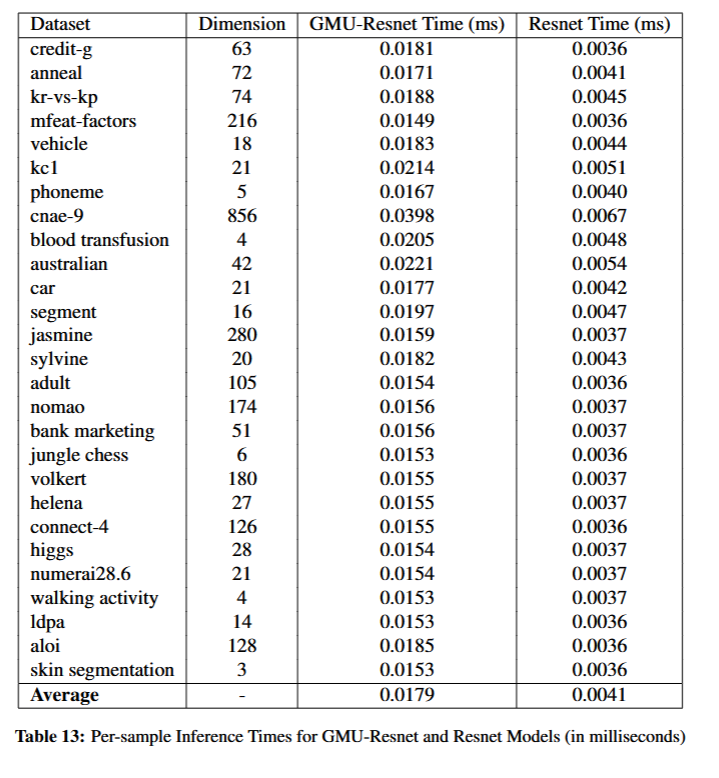 Dataset Dimension GMU-Resnet Time (ms) Resnet Time (ms)
credit-g 63 0.0181 0.0036
anneal 72 0.0171 0.0041
kr-vs-kp 74 0.0188 0.0045
mfeat-factors 216 0.0149 0.0036
vehicle 18 0.0183 0.0044
kc1 21 0.0214 0.0051
phoneme 5 0.0167 0.0040
cnae-9 856 0.0398 0.0067
blood transfusion 4 0.0205 0.0048
australian 42 0.0221 0.0054
car 21 0.0177 0.0042
segment 16 0.0197 0.0047
jasmine 280 0.0159 0.0037
sylvine 20 0.0182 0.0043
adult 105 0.0154 0.0036
nomao 174 0.0156 0.0037
bank marketing 51 0.0156 0.0037
jungle chess 6 0.0153 0.0036
volkert 180 0.0155 0.0037
helena 27 0.0155 0.0037
connect-4 126 0.0155 0.0036
higgs 28 0.0154 0.0037
numerai28.6 21 0.0154 0.0037
walking activity 4 0.0153 0.0037
ldpa 14 0.0153 0.0036
aloi 128 0.0185 0.0036
skin segmentation 3 0.0153 0.0036
Average - 0.0179 0.0041
Table 13: Per-sample Inference Times for GMU-Resnet and Resnet Models (in milliseconds)